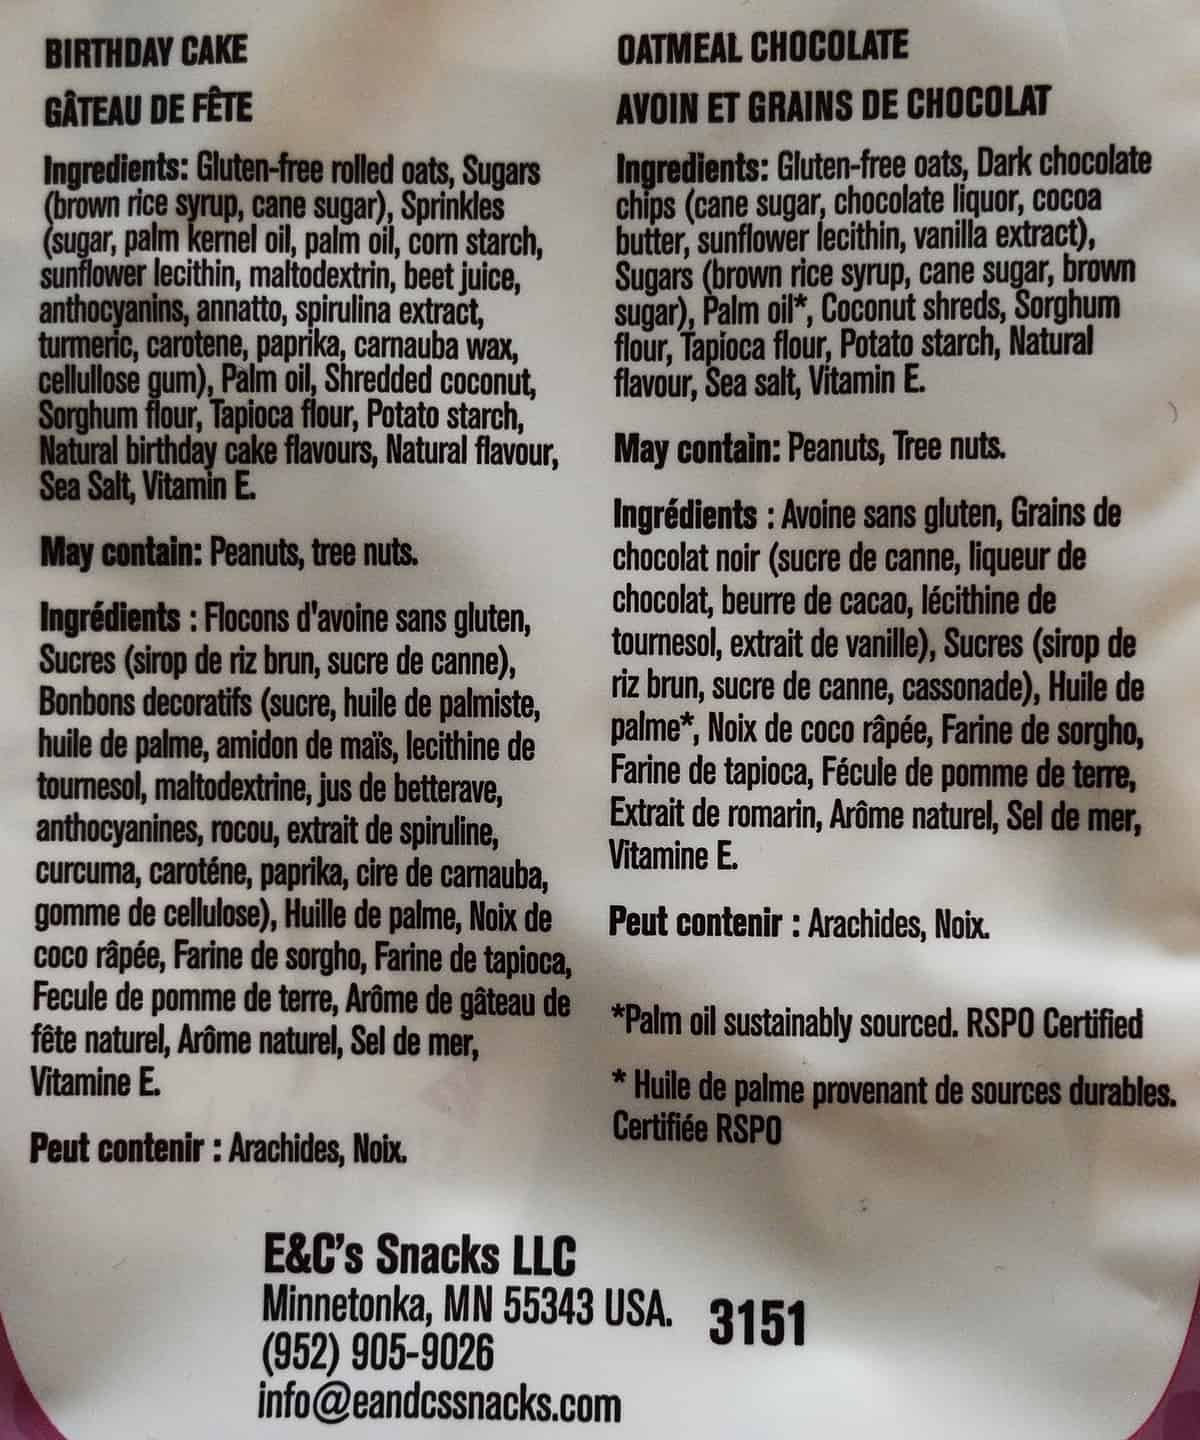 BIRTHDAY CAKE
GÂTEAU DE FÊTE
Ingredients: Gluten-free rolled oats, Sugars
(brown rice syrup, cane sugar), Sprinkles
(sugar, palm kernel oil, palm oil, corn starch,
sunflower lecithin, maltodextrin, beet juice,
anthocyanins, annatto, spirulina extract,
turmeric, carotene, paprika, carnauba wax,
cellullose gum), Palm oil, Shredded coconut,
Sorghum flour, Tapioca flour, Potato starch,
Natural birthday cake flavours, Natural flavour,
Sea Salt, Vitamin E.
May contain: Peanuts, tree nuts.
Ingrédients : Flocons d'avoine sans gluten,
Sucres (sirop de riz brun, sucre de canne),
Bonbons decoratifs (sucre, huile de palmiste,
huile de palme, amidon de maïs, lecithine de
tournesol, maltodextrine, jus de betterave,
anthocyanines, rocou, extrait de spiruline,
curcuma, caroténe, paprika, cire de carnauba,
gomme de cellulose), Huille de palme, Noix de
coco râpée, Farine de sorgho, Farine de tapioca,
Fecule de pomme de terre, Arôme de gâteau de
fête naturel, Arôme naturel, Sel de mer,
Vitamine E.
Peut contenir : Arachides, Noix.
OATMEAL CHOCOLATE
AVOIN ET GRAINS DE CHOCOLAT
Ingredients: Gluten-free oats, Dark chocolate
chips (cane sugar, chocolate liquor, cocoa
butter, sunflower lecithin, vanilla extract),
Sugars (brown rice syrup, cane sugar, brown
sugar), Palm oil*, Coconut shreds, Sorghum
flour, Tapioca flour, Potato starch, Natural
flavour, Sea salt, Vitamin E.
May contain: Peanuts, Tree nuts.
Ingrédients : Avoine sans gluten, Grains de
chocolat noir (sucre de canne, liqueur de
chocolat, beurre de cacao, lécithine de
tournesol, extrait de vanille), Sucres (sirop de
riz brun, sucre de canne, cassonade), Huile de
palme*, Noix de coco râpée, Farine de sorgho,
Farine de tapioca, Fécule de pomme de terre,
Extrait de romarin, Arôme naturel, Sel de mer,
Vitamine E.
Peut contenir : Arachides, Noix.
*Palm oil sustainably sourced. RSPO Certified
* Huile de palme provenant de sources durables.
Certifiée RSPO
E&C's Snacks LLC
Minnetonka, MN 55343 USA.
(952) 905-9026
info@eandcssnacks.com
3151